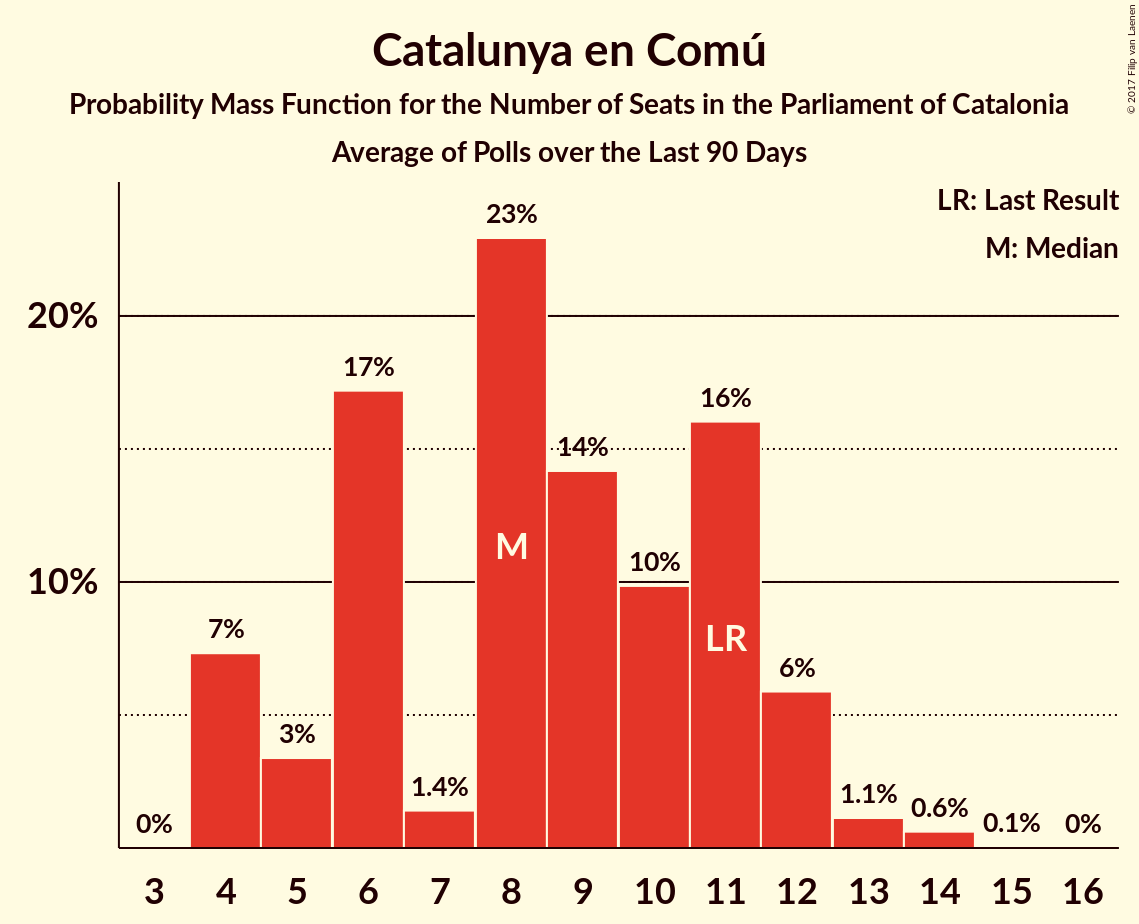 Catalunya en Comú
Probability Mass Function for the Number of Seats in the Parliament of Catalonia
Average of Polls over the Last 90 Days
© 2017 Filip van Laenen
LR: Last Result
M: Median
20%
10%
0%
7%
3%
17%
1.4%
23%
14%
10%
16%
6%
1.1%
0.6%
0.1%
0%
M
LR
3 4 5 6 7 8 9 10 11 12 13 14 15 16